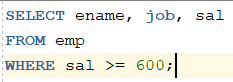 SELECT ename, job, sal
FROM emp
WHERE sal >= 600;